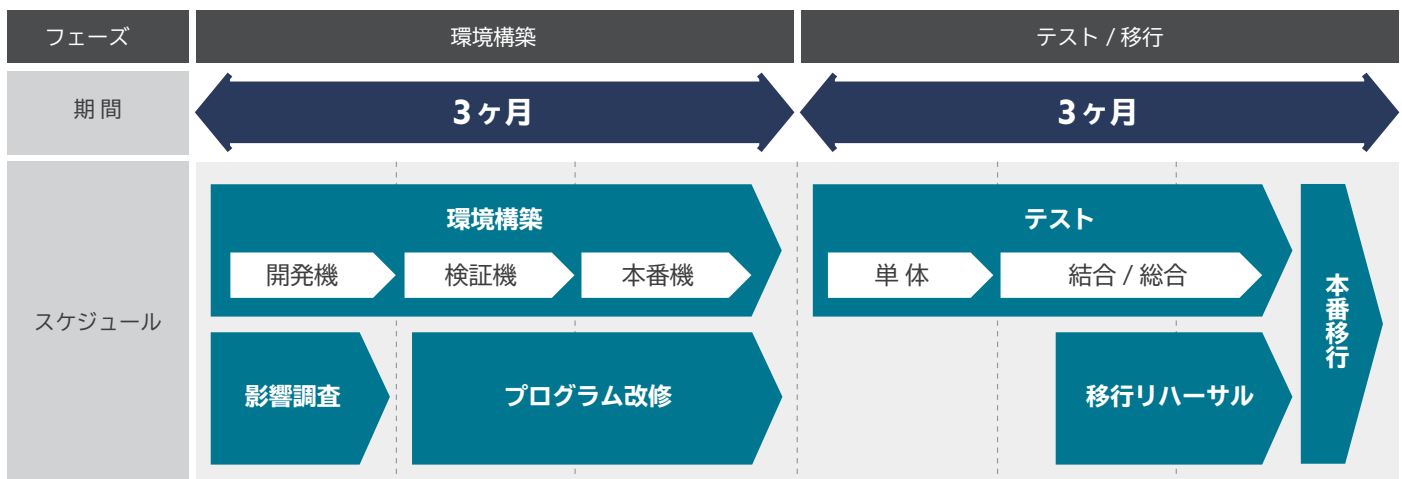 フェーズ
環境構築
テスト / 移行
期 間
3ヶ月
3ヶ月
スケジュール
環境構築
開発機
検証機
本番機
影響調査
プログラム改修
テスト
単 体
結合 / 総合
移行リハーサル
本番移行